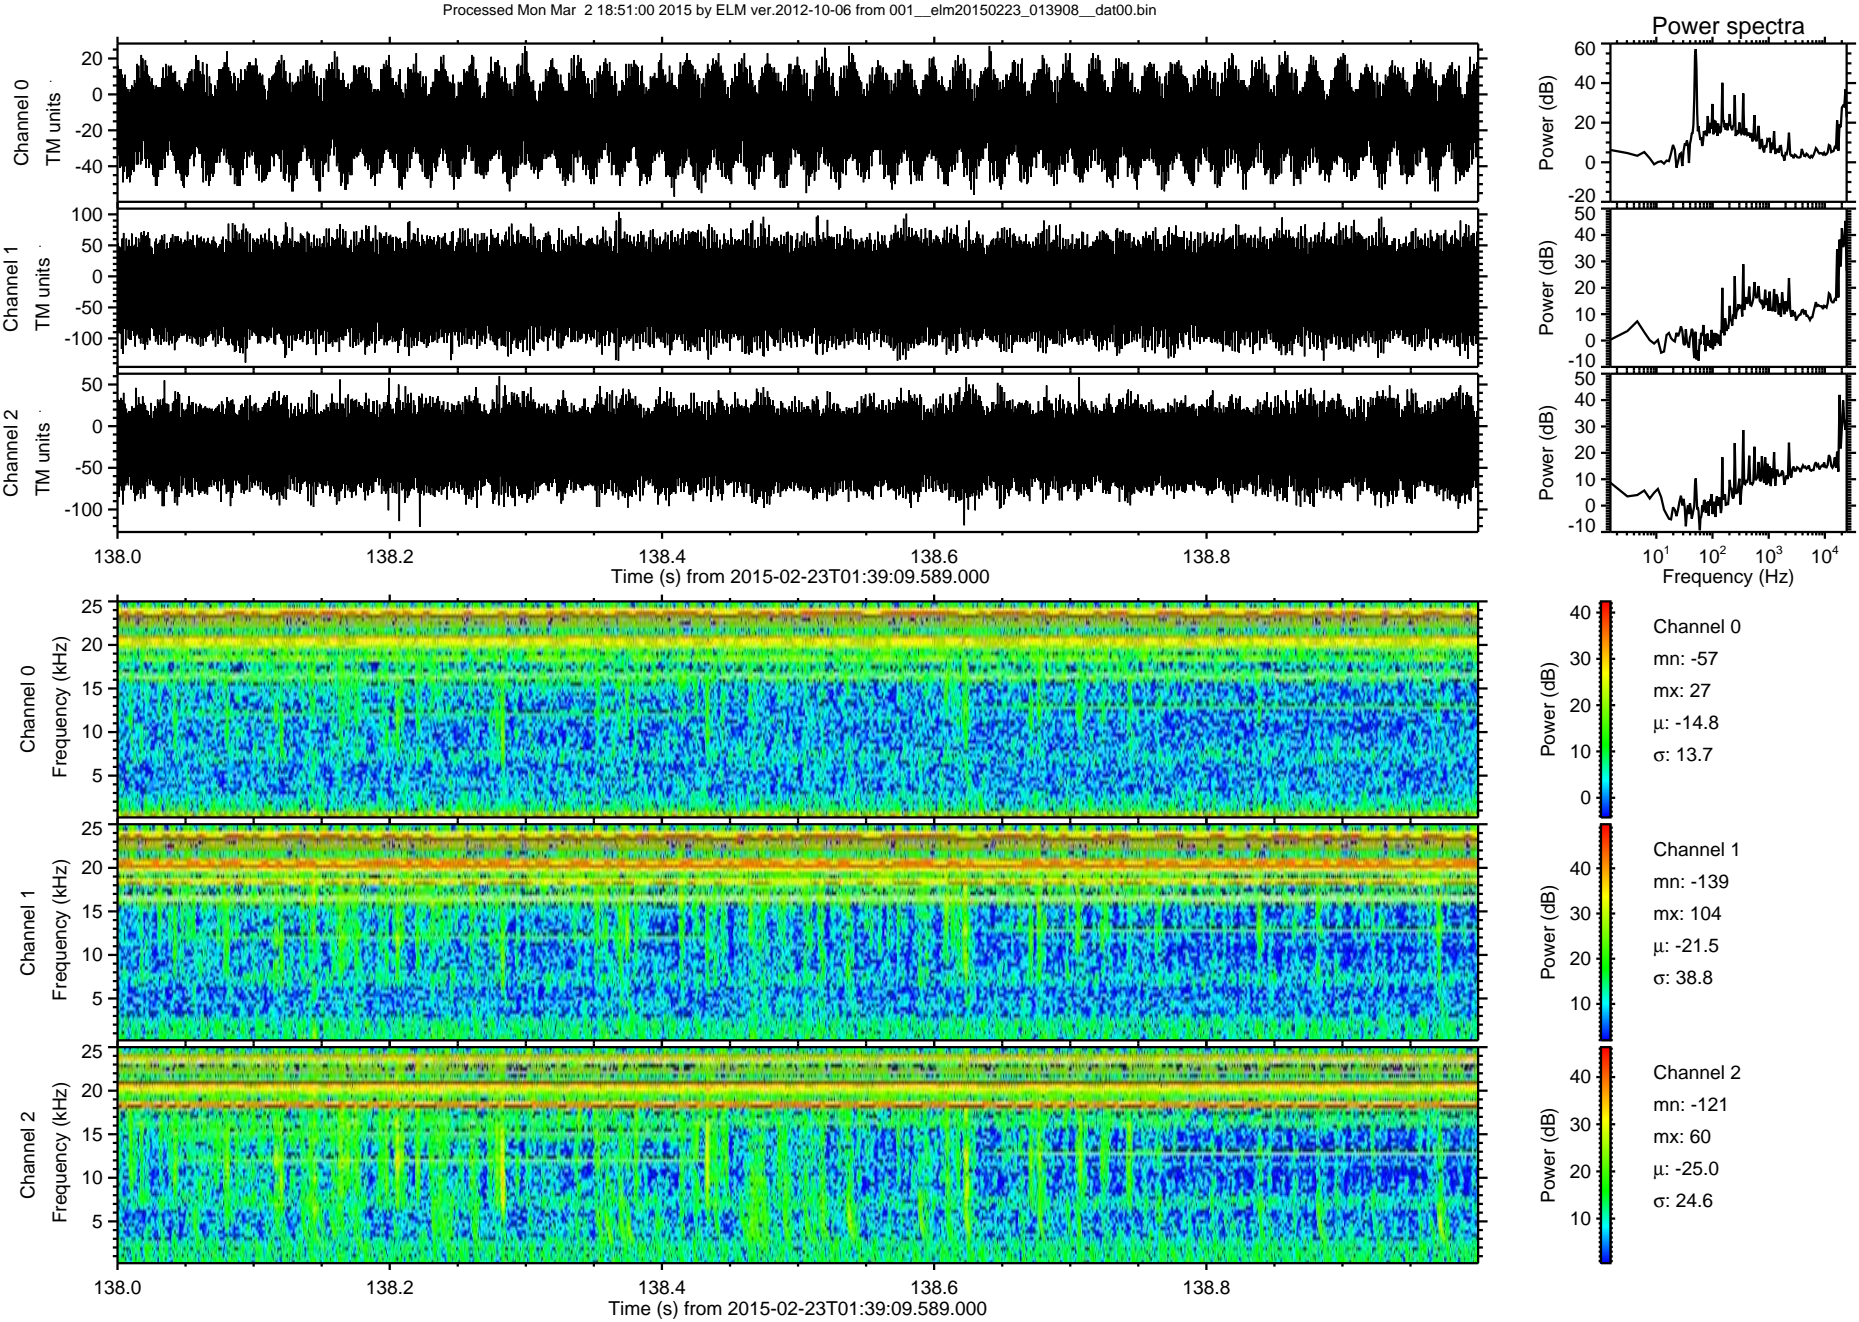 Processed Mon Mar  2 18:51:00 2015 by ELM ver.2012-10-06 from 001__elm20150223_013908__dat00.bin
Power spectra
Channel 0
TM units
20
0
-20
-40
Power (dB)
60
40
20
0
-20
Channel 1
TM units
100
50
0
-50
-100
Power (dB)
50
40
30
20
10
0
-10
Channel 2
TM units
50
0
-50
-100
Power (dB)
50
40
30
20
10
0
-10
138.0
138.2
138.4
138.6
138.8
Time (s) from 2015-02-23T01:39:09.589.000
10¹
10²
10³
10⁴
Frequency (Hz)
Channel 0
Frequency (kHz)
25
20
15
10
5
Power (dB)
40
30
20
10
0
Channel 0
mn: -57
mx: 27
μ: -14.8
σ: 13.7
Channel 1
Frequency (kHz)
25
20
15
10
5
Power (dB)
40
30
20
10
Channel 1
mn: -139
mx: 104
μ: -21.5
σ: 38.8
Channel 2
Frequency (kHz)
25
20
15
10
5
Power (dB)
40
30
20
10
Channel 2
mn: -121
mx: 60
μ: -25.0
σ: 24.6
138.0
138.2
138.4
138.6
138.8
Time (s) from 2015-02-23T01:39:09.589.000